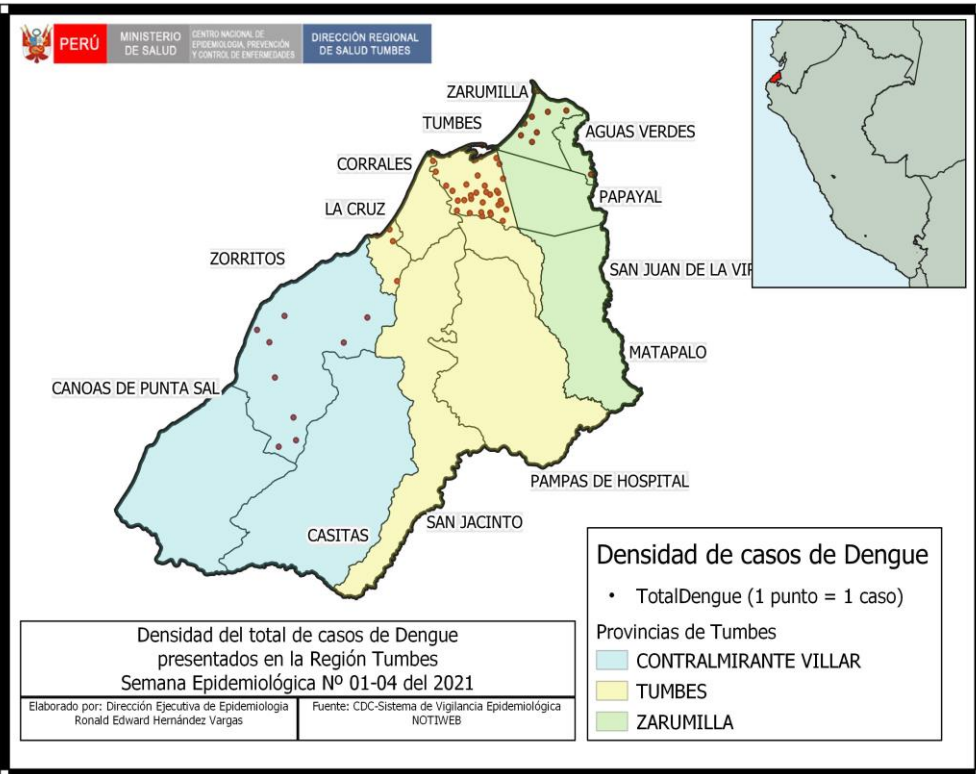 PERÚ
MINISTERIO
DE SALUD
CENTRO NACIONAL DE
EPIDEMIOLOGÍA, PREVENCIÓN
Y CONTROL DE ENFERMEDADES
DIRECCIÓN REGIONAL
DE SALUD TUMBES
ZARUMILLA
TUMBES
AGUAS VERDES
CORRALES
PAPAYAL
LA CRUZ
ZORRITOS
SAN JUAN DE LA VIR
MATAPALO
CANOAS DE PUNTA SAL
PAMPAS DE HOSPITAL
SAN JACINTO
CASITAS
Densidad de casos de Dengue
TotalDengue (1 punto = 1 caso)
Provincias de Tumbes
CONTRALMIRANTE VILLAR
TUMBES
ZARUMILLA
Densidad del total de casos de Dengue
presentados en la Región Tumbes
Semana Epidemiológica Nº 01-04 del 2021
Elaborado por: Dirección Ejecutiva de Epidemiologia
Ronald Edward Hernández Vargas
Fuente: CDC-Sistema de Vigilancia Epidemiológica
NOTIWEB